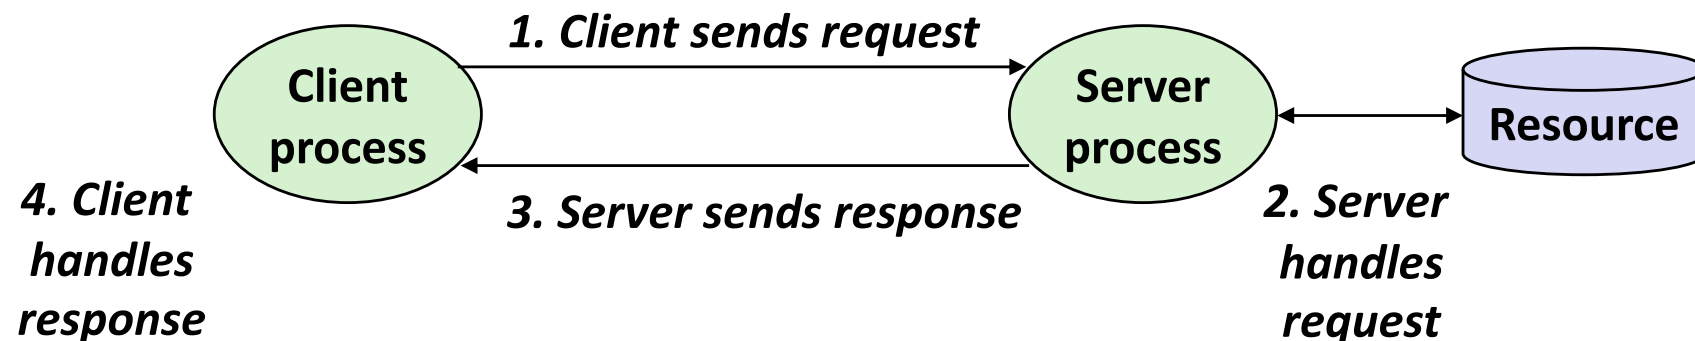 1. Client sends request
Client
process
Server
process
Resource
4. Client
handles
response
3. Server sends response
2. Server
handles
request